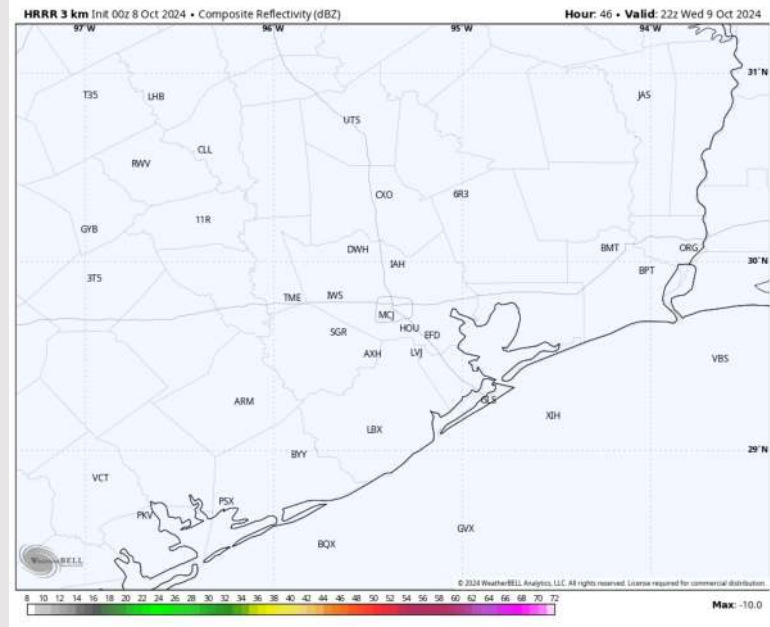 HRRR 3 km Init 00z 8 Oct 2024 • Composite Reflectivity (dBZ)
Hour: 46 • Valid: 22z Wed 9 Oct 2024
97°W 96°W 95°W 94°W
31°N
T35 LHB JAS
UTS
CLL
RWV
CXO 6R3
11R
GYB
DWH BMT ORG
30°N
IAH
BPT
3T5
TME IWS
MCJ
HOU
SGR EFD
AXH LVJ
VBS
ARM GLS
XIH
LBX
29°N
BYY
VCT
PSX
PKV
GVX
BQX
WeatherBELL
© 2024 WeatherBELL Analytics, LLC. All rights reserved. License required for commercial distribution.
8 10 12 14 16 18 20 22 24 26 28 30 32 34 36 38 40 42 44 46 48 50 52 54 56 58 60 62 64 66 68 70 72
Max: -10.0